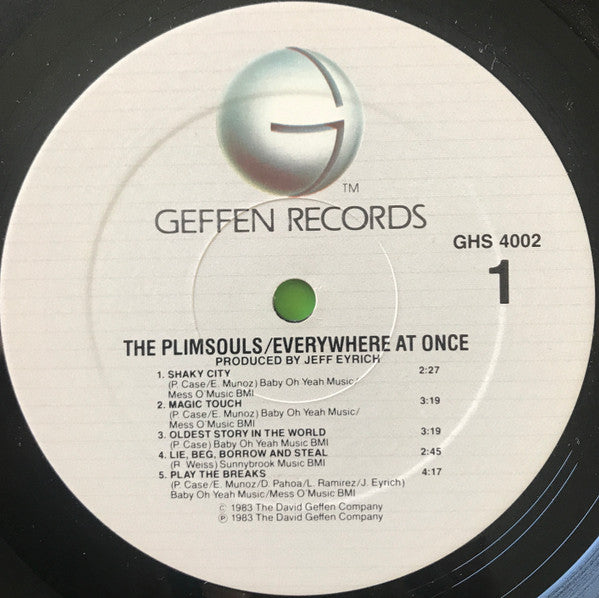 G
TM
GEFFEN RECORDS
GHS 4002
1
THE PLIMSOULS/EVERYWHERE AT ONCE
PRODUCED BY JEFF EYRICH
1. SHAKY CITY 2:27
(P. Case/E. Munoz) Baby Oh Yeah Music/
Mess O'Music BMI
2. MAGIC TOUCH 3:19
(P. Case/E. Munoz) Baby Oh Yeah Music/
Mess O'Music BMI
3. OLDEST STORY IN THE WORLD 3:19
(P. Case) Baby Oh Yeah Music BMI
4. LIE, BEG, BORROW AND STEAL 2:45
(R. Weiss) Sunnybrook Music BMI
5. PLAY THE BREAKS 4:17
(P. Case/E. Munoz/D. Pahoa/L. Ramirez/J. Eyrich)
Baby Oh Yeah Music/Mess O'Music BMI
© 1983 The David Geffen Company
℗ 1983 The David Geffen Company